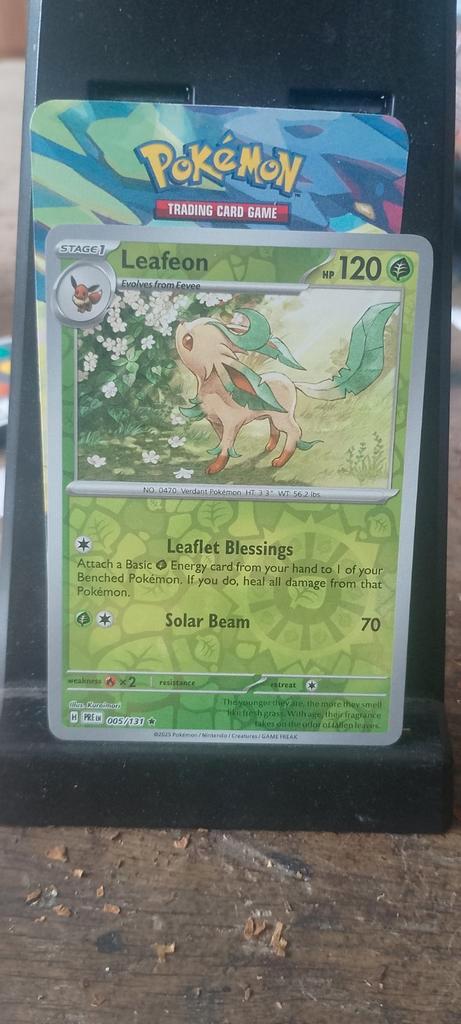 POKéMON
TRADING CARD GAME
STAGE 1 Leafeon HP 120
Evolves from Eevee
NO. 0470 Verdant Pokémon HT: 3'3" WT: 56.2 lbs.
Leaflet Blessings
Attach a Basic Energy card from your hand to 1 of your
Benched Pokémon. If you do, heal all damage from that
Pokémon.
Solar Beam 70
weakness ×2 resistance retreat
Illus. Kuraimori
H PRE EN 005/131 ★
The younger they are, the more they smell
like fresh grass. With age, their fragrance
takes on the odor of fallen leaves.
©2025 Pokémon / Nintendo / Creatures / GAME FREAK